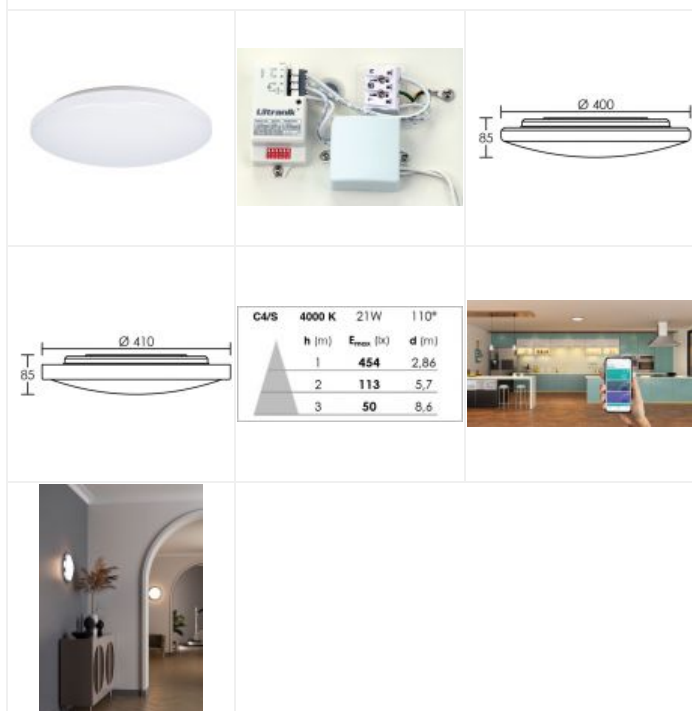 Litronik
Ø 400
85
Ø 410
85
C4/S 4000 K 21W 110°
h (m) Emax (lx) d (m)
1 454 2,86
2 113 5,7
3 50 8,6